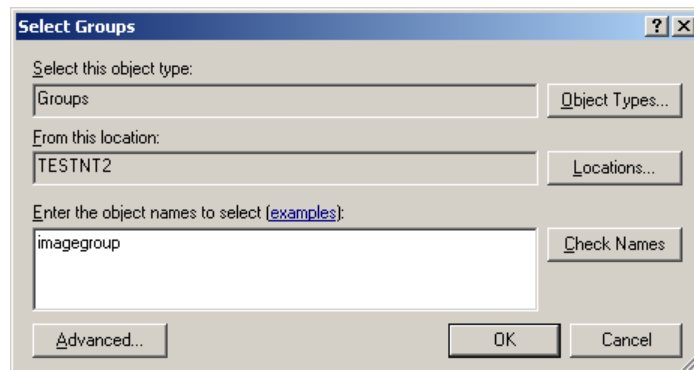 Select Groups
Select this object type:
Groups
Object Types...
From this location:
TESTNT2
Locations...
Enter the object names to select (examples):
imagegroup
Check Names
Advanced...
OK
Cancel